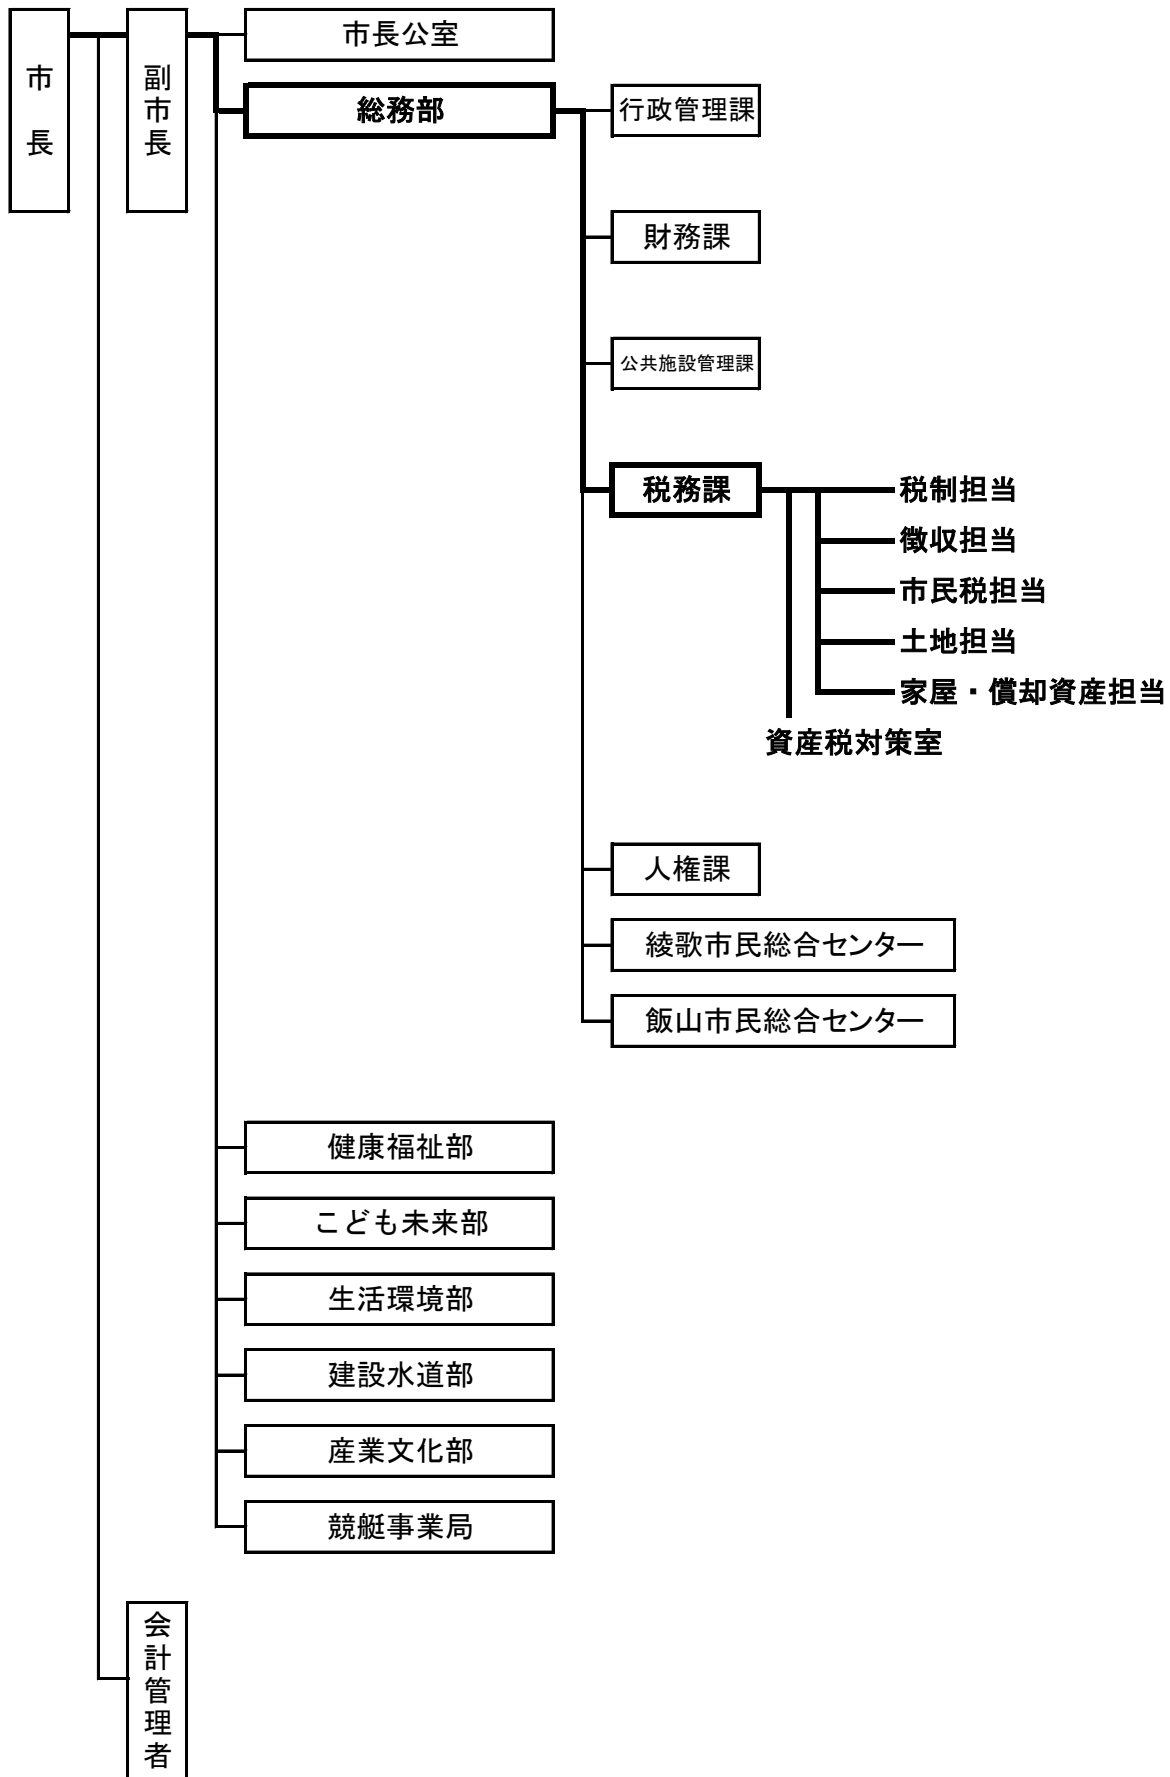 市長
副市長
市長公室
総務部
行政管理課
財務課
公共施設管理課
税務課
税制担当
徴収担当
市民税担当
土地担当
家屋・償却資産担当
資産税対策室
人権課
綾歌市民総合センター
飯山市民総合センター
健康福祉部
こども未来部
生活環境部
建設水道部
産業文化部
競艇事業局
会計管理者